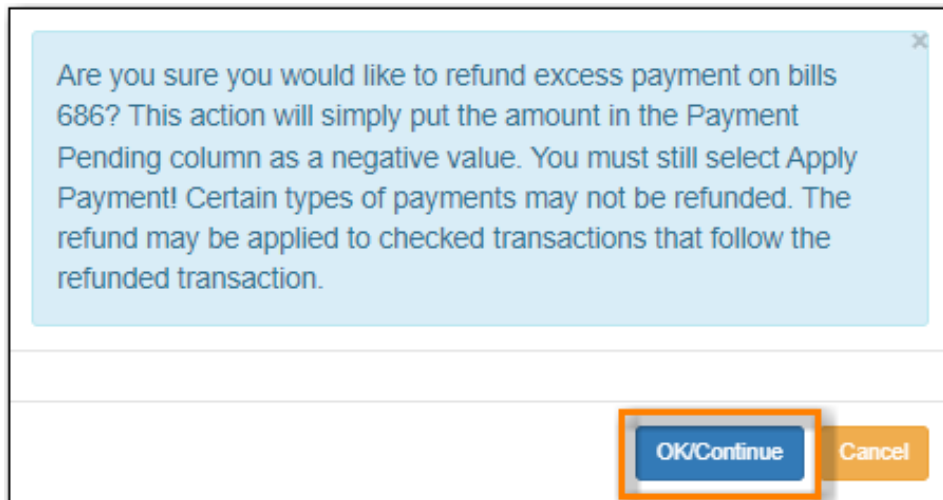 Are you sure you would like to refund excess payment on bills
686? This action will simply put the amount in the Payment
Pending column as a negative value. You must still select Apply
Payment! Certain types of payments may not be refunded. The
refund may be applied to checked transactions that follow the
refunded transaction.
OK/Continue
Cancel